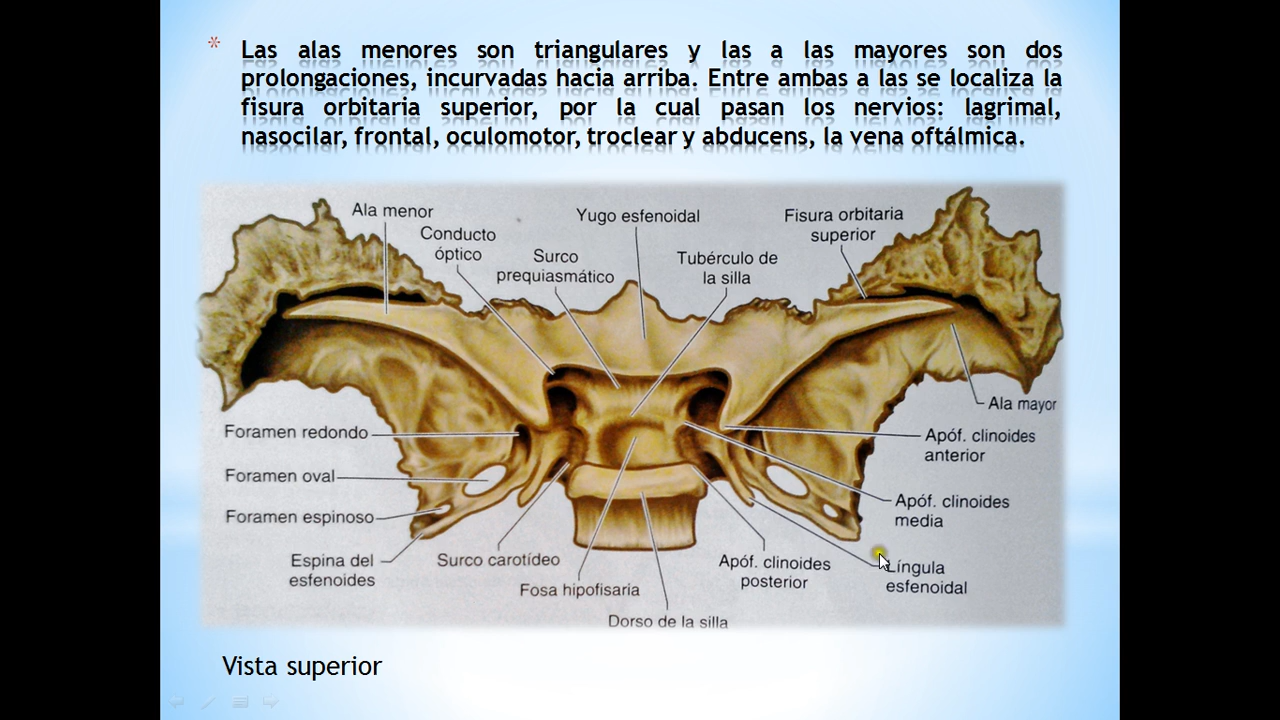 * Las alas menores son triangulares y las a las mayores son dos
prolongaciones, incurvadas hacia arriba. Entre ambas a las se localiza la
fisura orbitaria superior, por la cual pasan los nervios: lagrimal,
nasocilar, frontal, oculomotor, troclear y abducens, la vena oftálmica.
Ala menor
Conducto
óptico
Surco
prequiasmático
Yugo esfenoidal
Tubérculo de
la silla
Fisura orbitaria
superior
Ala mayor
Foramen redondo
Foramen oval
Foramen espinoso
Espina del
esfenoides
Surco carotídeo
Fosa hipofisaria
Dorso de la silla
Apóf. clinoides
posterior
Apóf. clinoides
anterior
Apóf. clinoides
media
Língula
esfenoidal
Vista superior